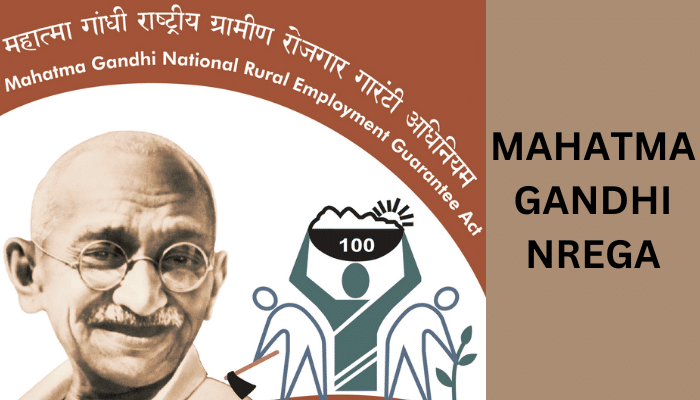 महात्मा गांधी राष्ट्रीय ग्रामीण रोजगार गारंटी अधिनियम
Mahatma Gandhi National Rural Employment Guarantee Act
100
MAHATMA
GANDHI
NREGA